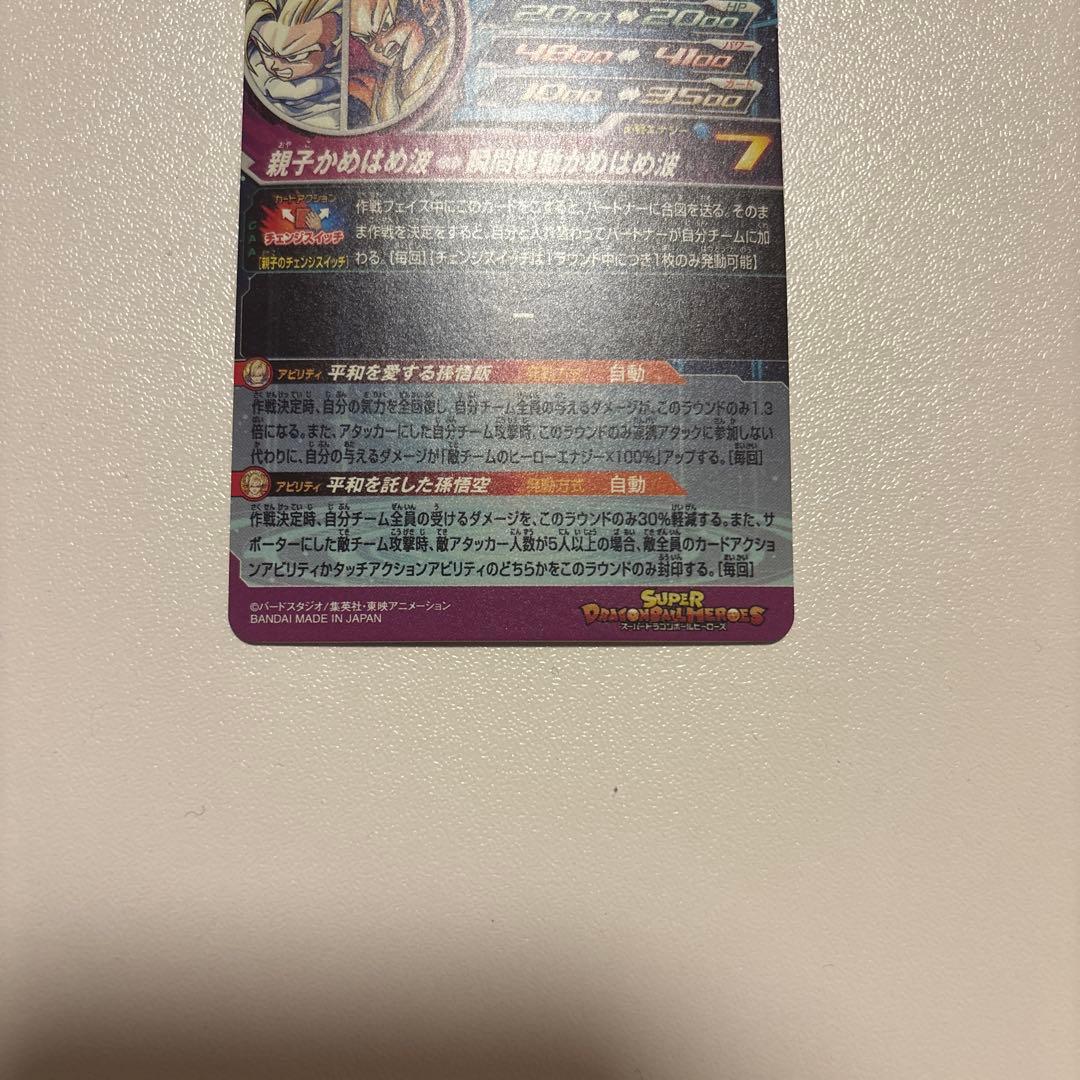 HP
2000 2000
パワー
4800 4100
ガード
1000 3500
必殺エナジー 7
親子かめはめ波 瞬間移動かめはめ波
カードアクション
チェンジスイッチ
[親子のチェンジスイッチ]
作戦フェイズ中にこのカードをこすると、パートナーに合図を送る。そのま
ま作戦を決定をすると、自分と入れ替わってパートナーが自分チームに加
わる。[毎回][チェンジスイッチは1ラウンド中につき1枚のみ発動可能]
ー
アビリティ 平和を愛する孫悟飯 発動方式 自動
作戦決定時、自分の気力を全回復し、自分チーム全員の与えるダメージが、このラウンドのみ1.3
倍になる。また、アタッカーにした自分チーム攻撃時、このラウンドのみ連携アタックに参加しない
代わりに、自分の与えるダメージが「敵チームのヒーローエナジー×100%」アップする。[毎回]
アビリティ 平和を託した孫悟空 発動方式 自動
作戦決定時、自分チーム全員の受けるダメージを、このラウンドのみ30%軽減する。また、サ
ポーターにした敵チーム攻撃時、敵アタッカー人数が5人以上の場合、敵全員のカードアクショ
ンアビリティかタッチアクションアビリティのどちらかをこのラウンドのみ封印する。[毎回]
©バードスタジオ/集英社・東映アニメーション
BANDAI MADE IN JAPAN
SUPER
DRAGONBALL HEROES
スーパードラゴンボールヒーローズ